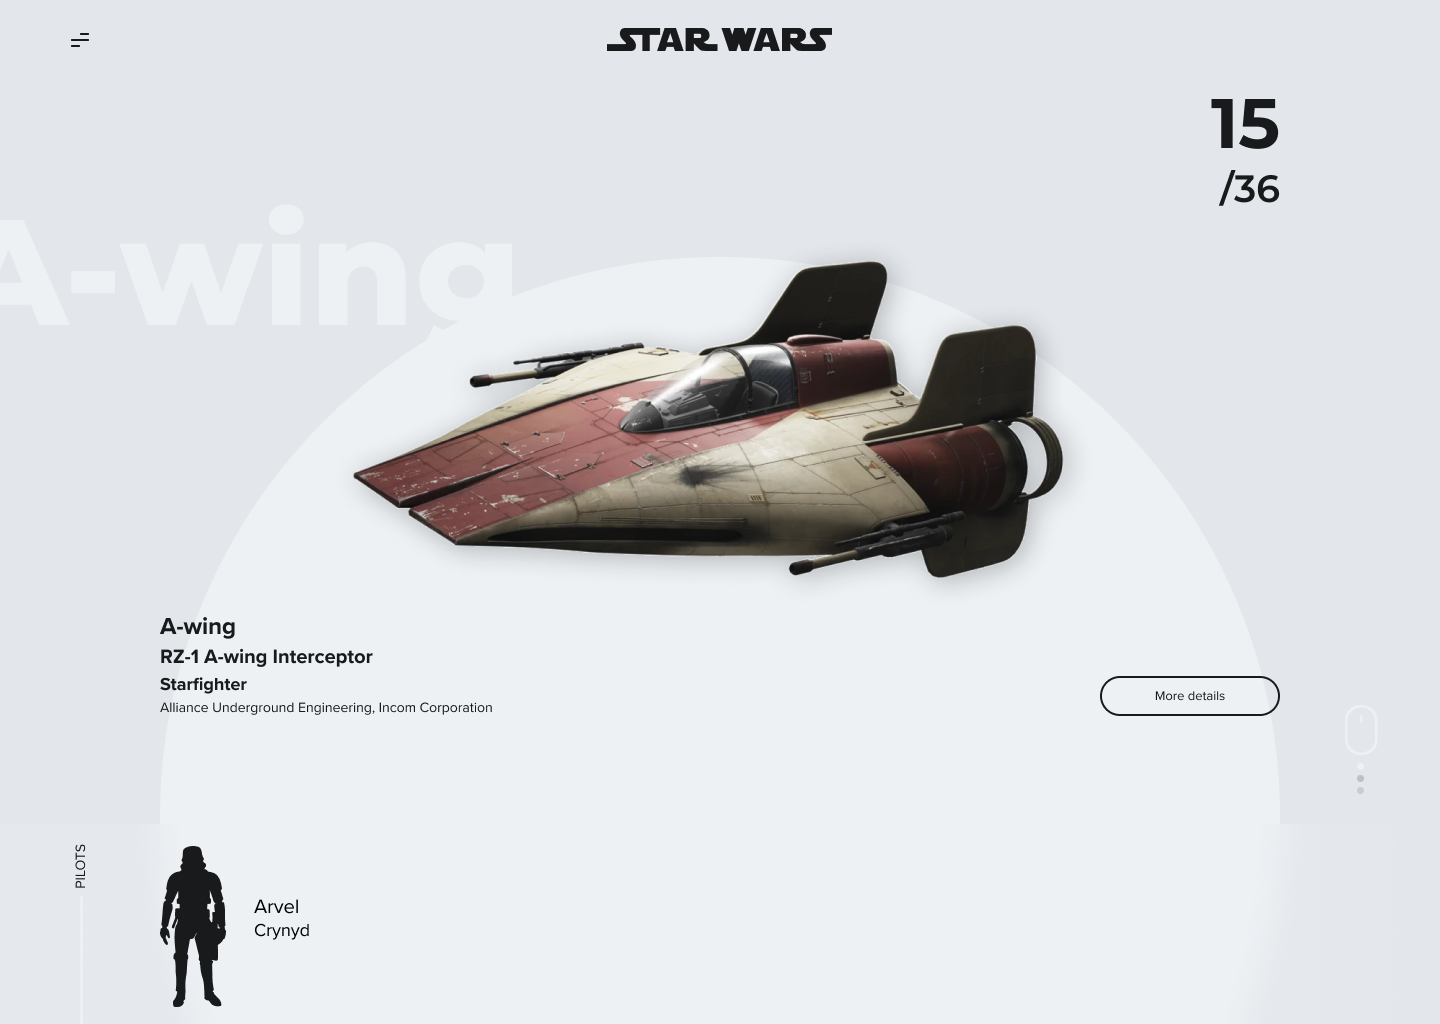 STAR WARS
15
/36
A-wing
A-wing
RZ-1 A-wing Interceptor
Starfighter
Alliance Underground Engineering, Incom Corporation
More details
PILOTS
Arvel
Crynyd